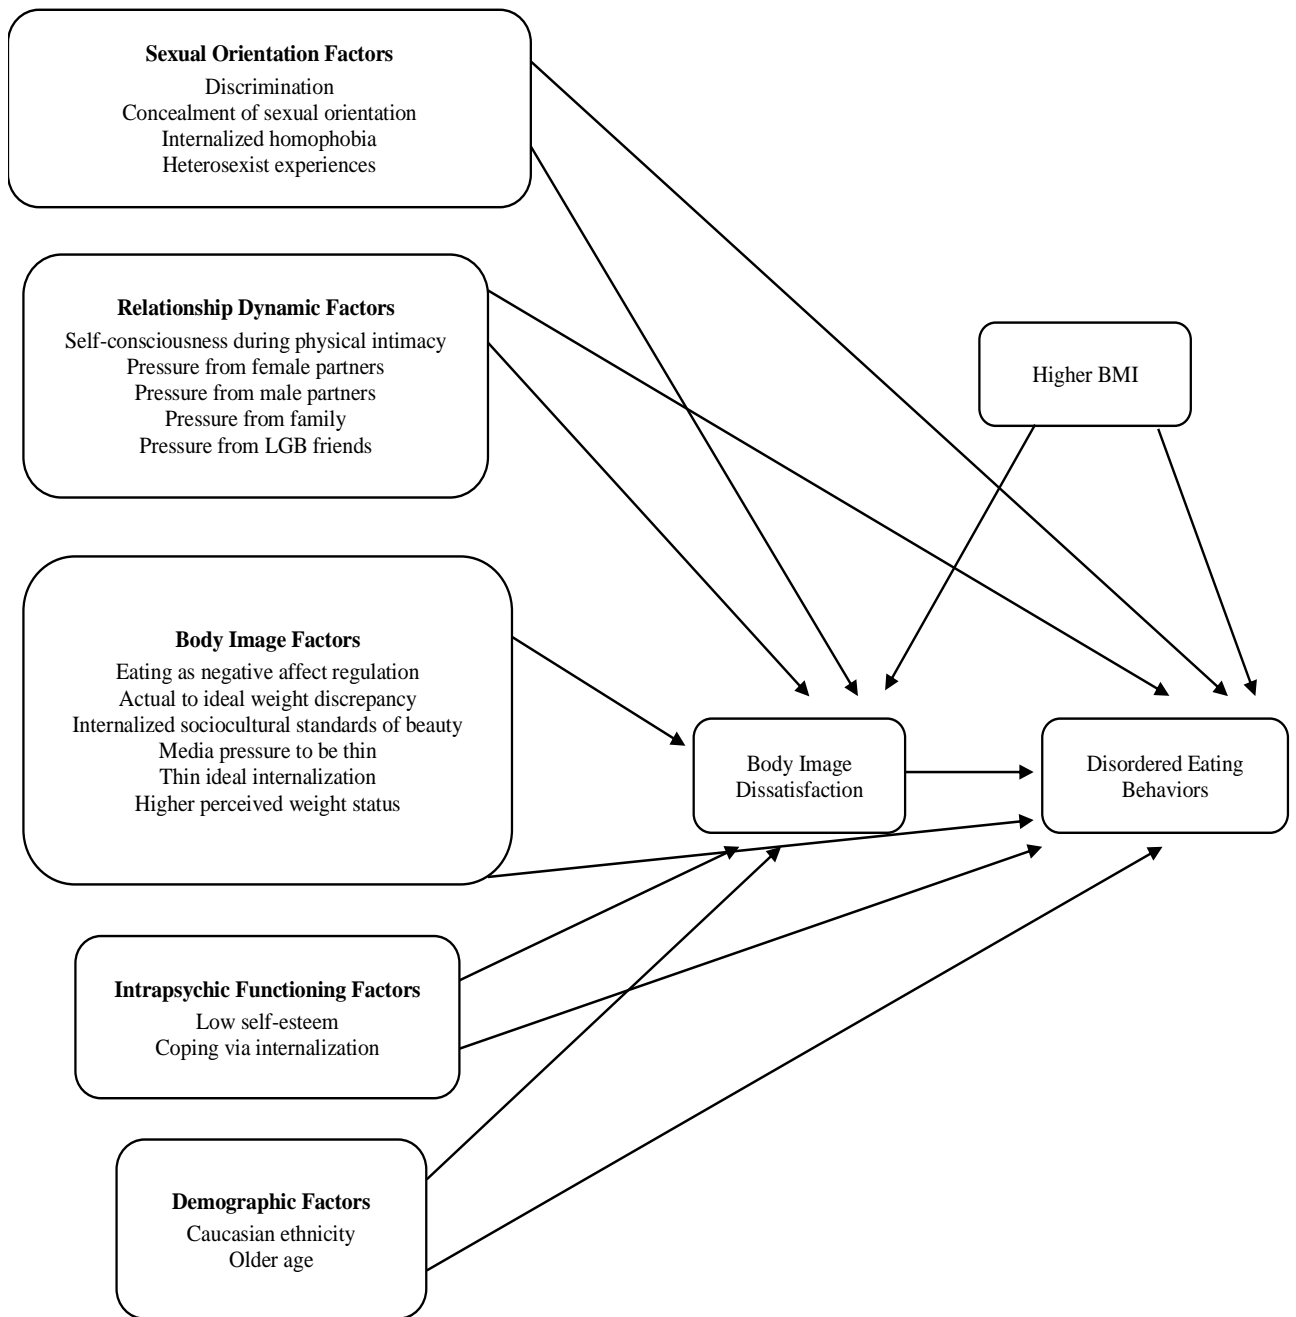 Sexual Orientation Factors
Discrimination
Concealment of sexual orientation
Internalized homophobia
Heterosexist experiences
Relationship Dynamic Factors
Self-consciousness during physical intimacy
Pressure from female partners
Pressure from male partners
Pressure from family
Pressure from LGB friends
Higher BMI
Body Image Factors
Eating as negative affect regulation
Actual to ideal weight discrepancy
Internalized sociocultural standards of beauty
Media pressure to be thin
Thin ideal internalization
Higher perceived weight status
Body Image
Dissatisfaction
Disordered Eating
Behaviors
Intrapsychic Functioning Factors
Low self-esteem
Coping via internalization
Demographic Factors
Caucasian ethnicity
Older age